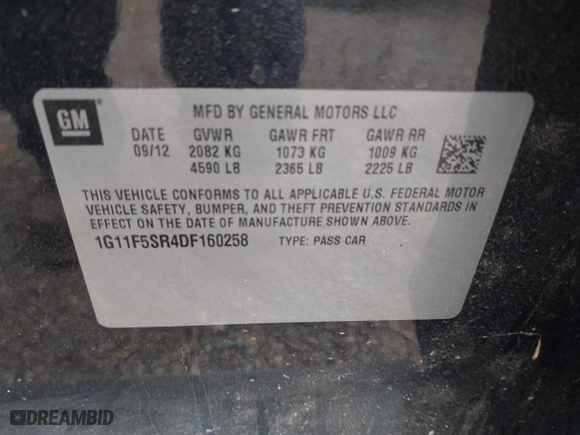 GM
MFD BY GENERAL MOTORS LLC
DATE GVWR GAWR FRT GAWR RR
09/12 2082 KG 1073 KG 1009 KG
4590 LB 2365 LB 2225 LB
THIS VEHICLE CONFORMS TO ALL APPLICABLE U.S. FEDERAL MOTOR
VEHICLE SAFETY, BUMPER, AND THEFT PREVENTION STANDARDS IN
EFFECT ON THE DATE OF MANUFACTURE SHOWN ABOVE.
1G11F5SR4DF160258 TYPE: PASS CAR
DREAMBID